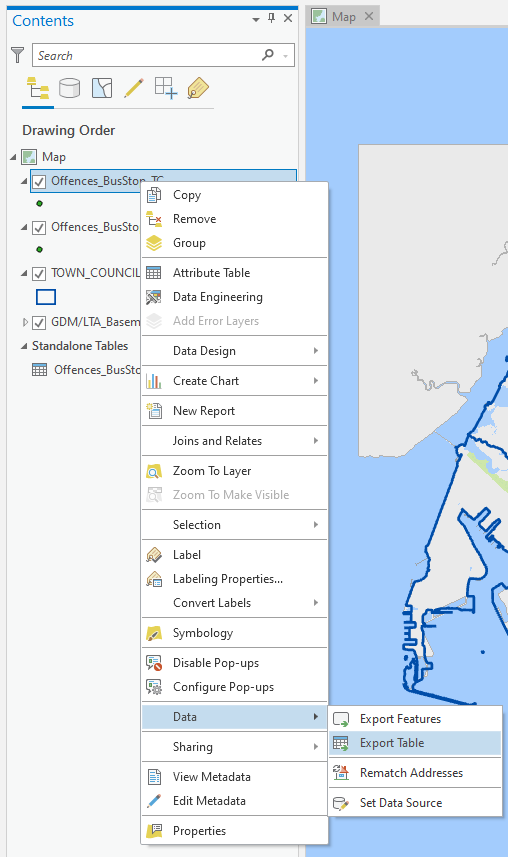 Contents
Map
Search
Drawing Order
Map
Offences_BusStop_TC
Offences_BusSto
TOWN_COUNCIL
GDM/LTA_Basem
Standalone Tables
Offences_BusSto
Copy
Remove
Group
Attribute Table
Data Engineering
Add Error Layers
Data Design
Create Chart
New Report
Joins and Relates
Zoom To Layer
Zoom To Make Visible
Selection
Label
Labeling Properties...
Convert Labels
Symbology
Disable Pop-ups
Configure Pop-ups
Data
Sharing
View Metadata
Edit Metadata
Properties
Export Features
Export Table
Rematch Addresses
Set Data Source